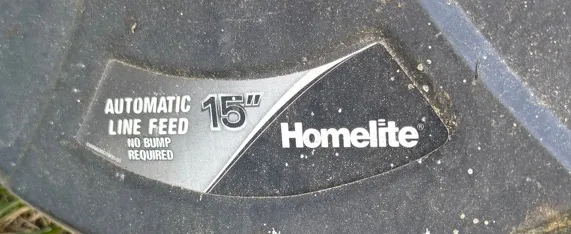 AUTOMATIC
LINE FEED
NO BUMP
REQUIRED
15"
Homelite®